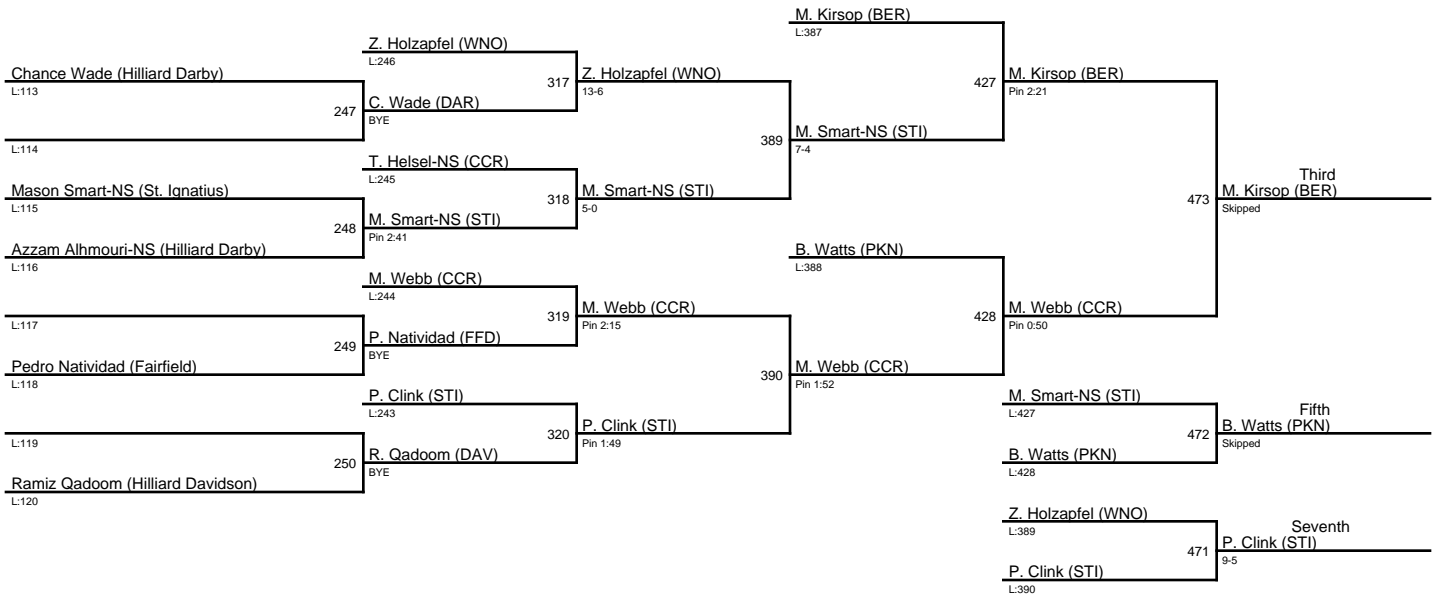 M. Kirsop (BER)
L:387
Z. Holzapfel (WNO)
L:246
Chance Wade (Hilliard Darby)
L:113
317
Z. Holzapfel (WNO)
13-6
427
M. Kirsop (BER)
Pin 2:21
247
C. Wade (DAR)
BYE
L:114
389
M. Smart-NS (STI)
7-4
T. Helsel-NS (CCR)
L:245
Third
Mason Smart-NS (St. Ignatius)
L:115
318
M. Smart-NS (STI)
5-0
473
M. Kirsop (BER)
Skipped
248
M. Smart-NS (STI)
Pin 2:41
Azzam Alhmouri-NS (Hilliard Darby)
L:116
B. Watts (PKN)
L:388
M. Webb (CCR)
L:244
L:117
319
M. Webb (CCR)
Pin 2:15
428
M. Webb (CCR)
Pin 0:50
249
P. Natividad (FFD)
BYE
Pedro Natividad (Fairfield)
L:118
390
M. Webb (CCR)
Pin 1:52
P. Clink (STI)
L:243
M. Smart-NS (STI)
L:427
Fifth
L:119
320
P. Clink (STI)
Pin 1:49
472
B. Watts (PKN)
Skipped
250
R. Qadoom (DAV)
BYE
B. Watts (PKN)
L:428
Ramiz Qadoom (Hilliard Davidson)
L:120
Z. Holzapfel (WNO)
L:389
Seventh
471
P. Clink (STI)
9-5
P. Clink (STI)
L:390